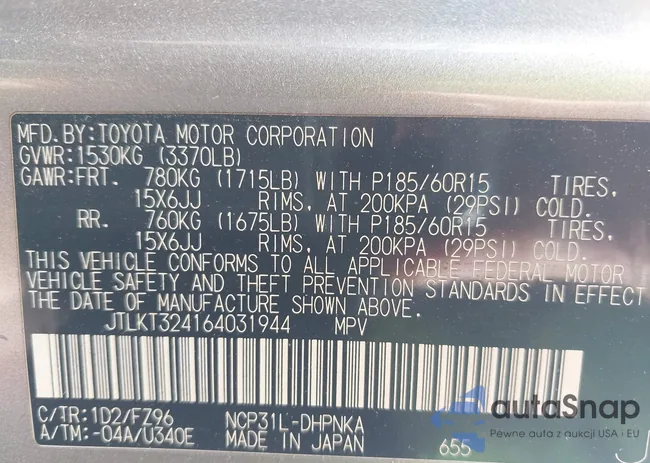 MFD.BY:TOYOTA MOTOR CORPORATION
GVWR:1530KG (3370LB)
GAWR:FRT. 780KG (1715LB) WITH P185/60R15 TIRES,
15X6JJ RIMS, AT 200KPA (29PSI) COLD.
RR. 760KG (1675LB) WITH P185/60R15 TIRES,
15X6JJ RIMS, AT 200KPA (29PSI) COLD.
THIS VEHICLE CONFORMS TO ALL APPLICABLE FEDERAL MOTOR
VEHICLE SAFETY AND THEFT PREVENTION STANDARDS IN EFFECT
THE DATE OF MANUFACTURE SHOWN ABOVE.
JTLKT324164031944 MPV
C/TR:1D2/FZ96 NCP31L-DHPNKA
A/TM:-04A/U340E MADE IN JAPAN 655 J
autoSnap
Pewne auta z aukcji USA i EU